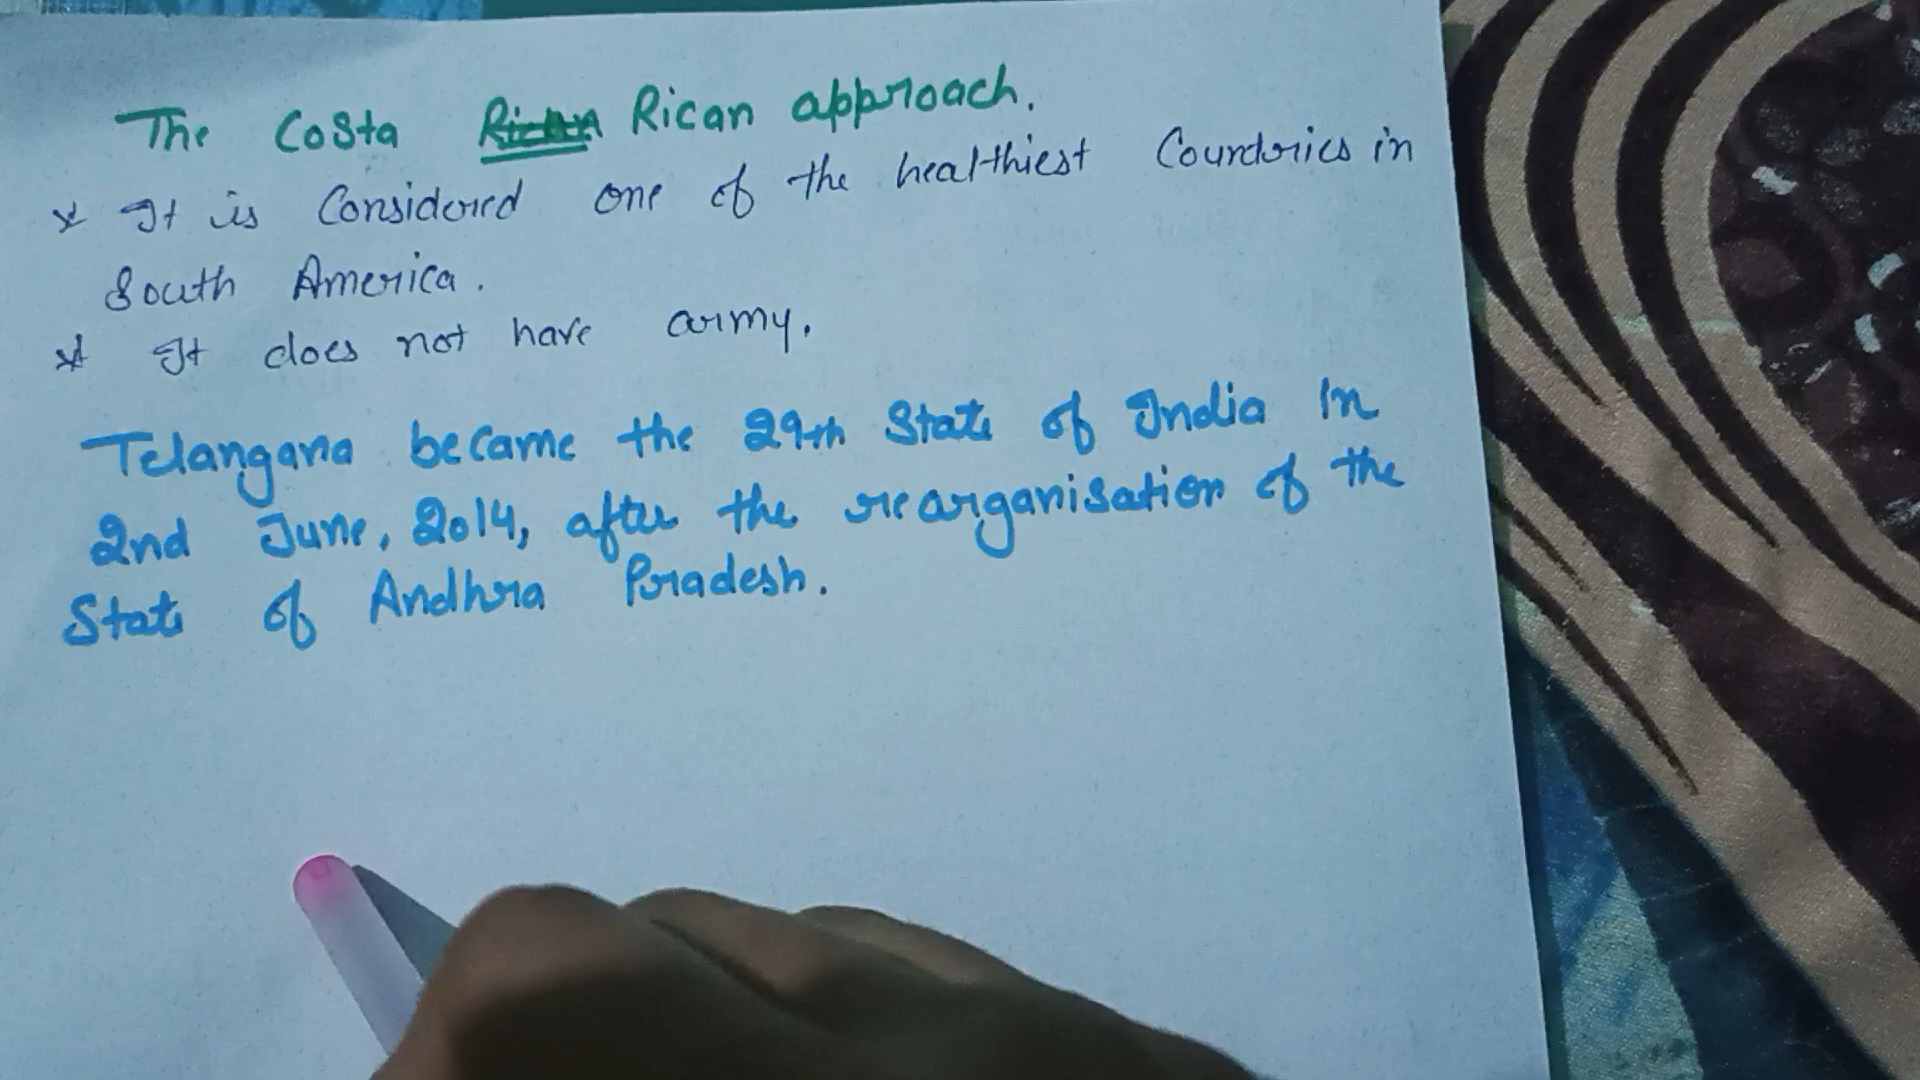 The Costa Rican approach.
* It is Considered one of the healthiest Countries in
South America.
* It does not have army.
Telangana became the 29th State of India in
2nd June, 2014, after the rearganisation of the
State of Andhra Pradesh.